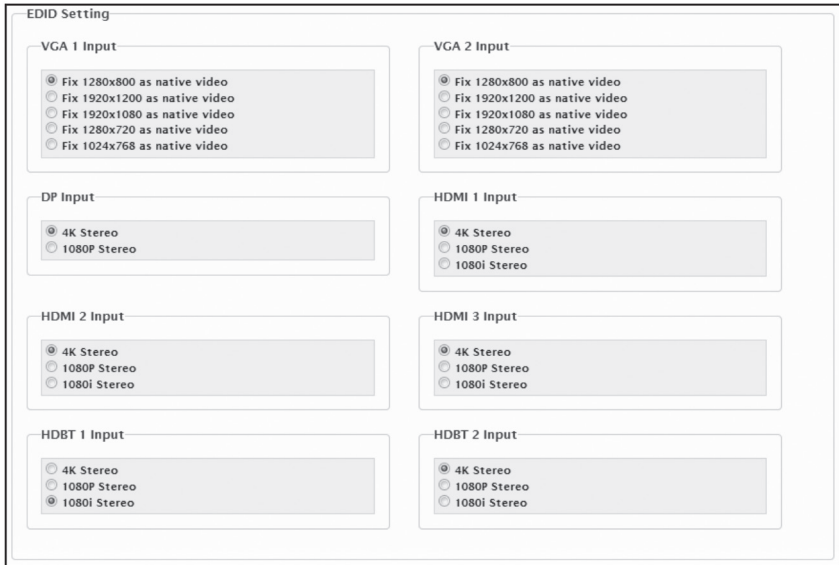 EDID Setting
VGA 1 Input
Fix 1280x800 as native video
Fix 1920x1200 as native video
Fix 1920x1080 as native video
Fix 1280x720 as native video
Fix 1024x768 as native video
VGA 2 Input
Fix 1280x800 as native video
Fix 1920x1200 as native video
Fix 1920x1080 as native video
Fix 1280x720 as native video
Fix 1024x768 as native video
DP Input
4K Stereo
1080P Stereo
HDMI 1 Input
4K Stereo
1080P Stereo
1080i Stereo
HDMI 2 Input
4K Stereo
1080P Stereo
1080i Stereo
HDMI 3 Input
4K Stereo
1080P Stereo
1080i Stereo
HDBT 1 Input
4K Stereo
1080P Stereo
1080i Stereo
HDBT 2 Input
4K Stereo
1080P Stereo
1080i Stereo